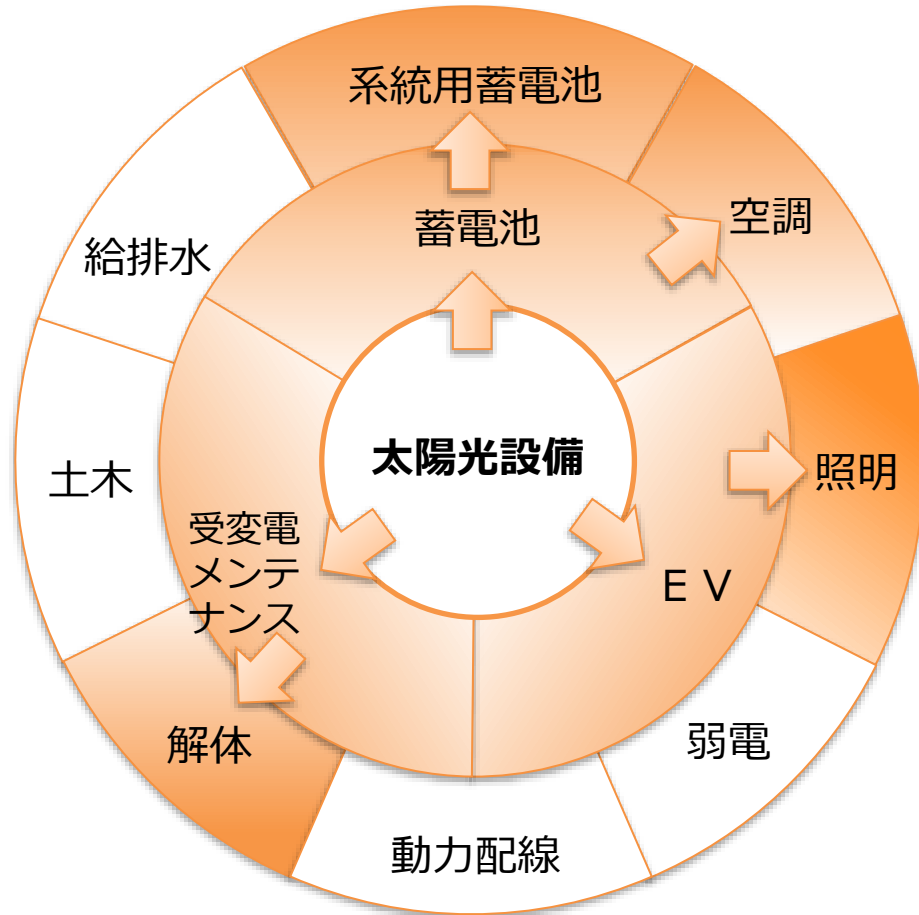 系統用蓄電池
空調
蓄電池
給排水
太陽光設備
照明
土木
受変電
メンテ
ナンス
ＥＶ
解体
弱電
動力配線